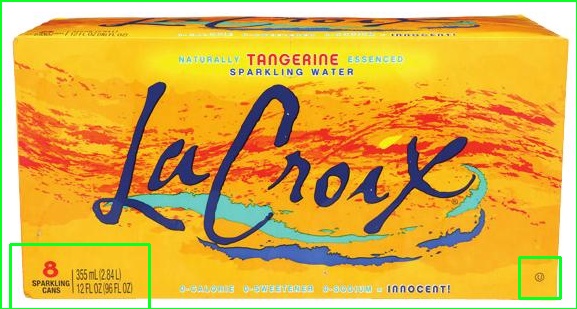 INNOCENT!
NATURALLY TANGERINE ESSENCED
SPARKLING WATER
LaCroix
®
8 SPARKLING CANS
355 mL (2.84 L)
12 FL OZ (96 FL OZ)
0-CALORIE 0-SWEETENER 0-SODIUM = INNOCENT!